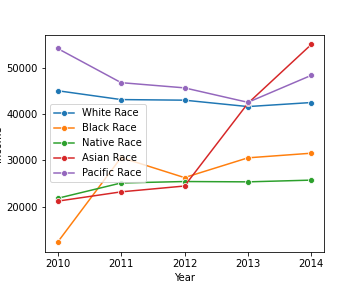 50000
40000
30000
20000
White Race
Black Race
Native Race
Asian Race
Pacific Race
2010 2011 2012 2013 2014
Year